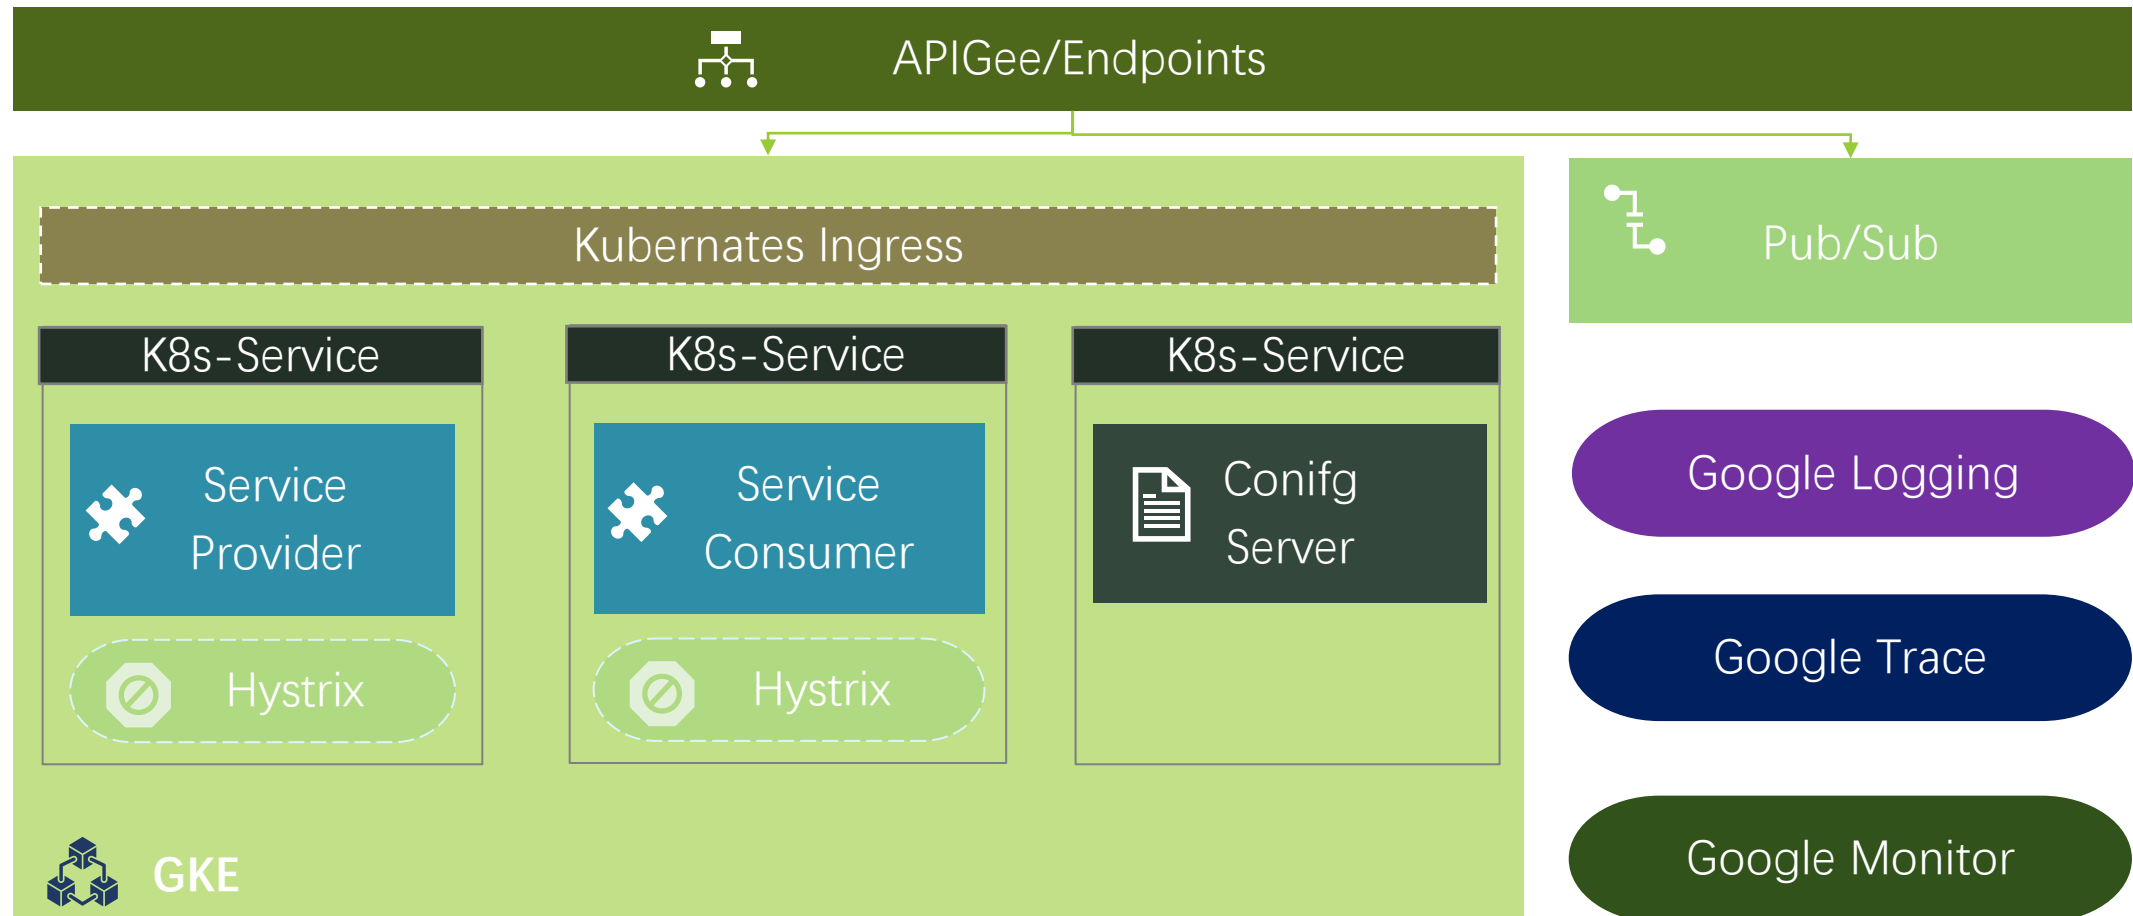 APIGee/Endpoints
Kubernates Ingress
Pub/Sub
K8s-Service
K8s-Service
K8s-Service
Service
Provider
Service
Consumer
Conifg
Server
Hystrix
Hystrix
GKE
Google Logging
Google Trace
Google Monitor